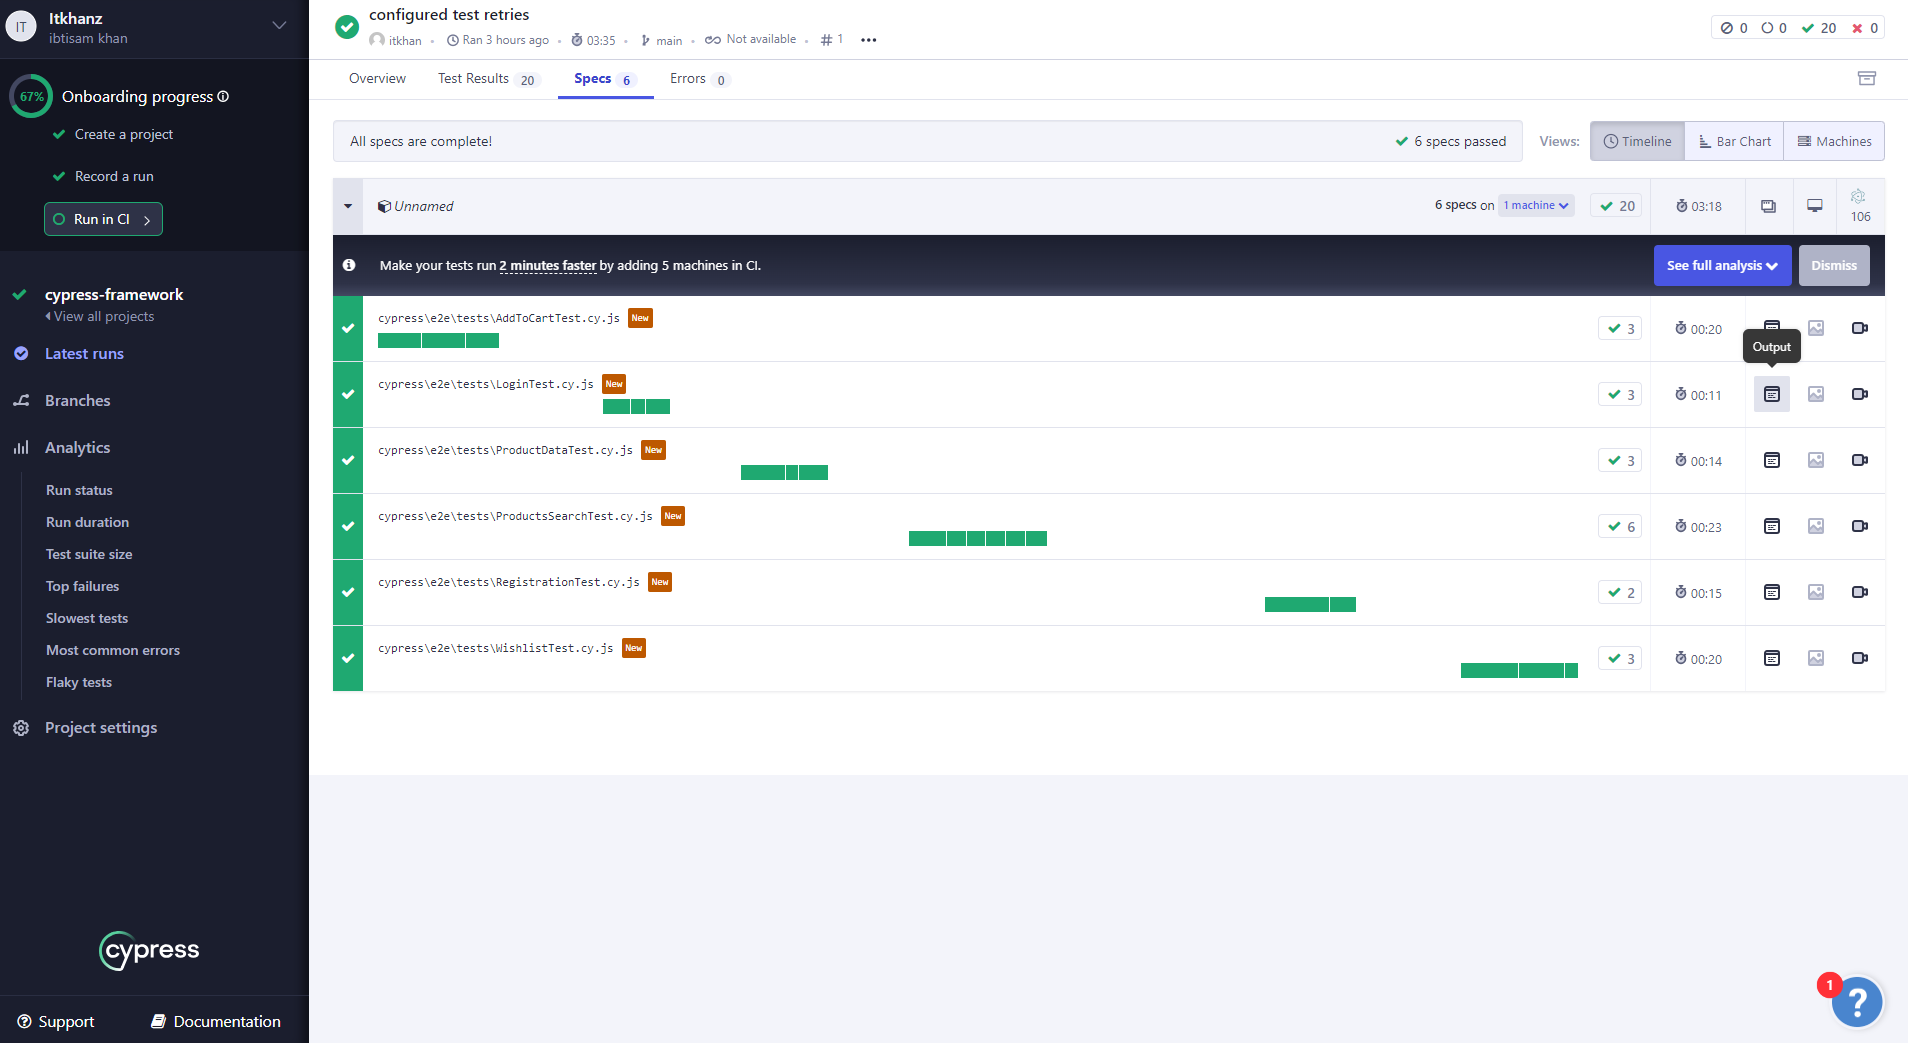 IT
Itkhanz
ibtisam khan
67%
Onboarding progress
Create a project
Record a run
Run in CI
cypress-framework
View all projects
Latest runs
Branches
Analytics
Run status
Run duration
Test suite size
Top failures
Slowest tests
Most common errors
Flaky tests
Project settings
cypress
Support
Documentation
configured test retries
itkhan
Ran 3 hours ago
03:35
main
Not available
# 1
0 0 20 0
Overview
Test Results 20
Specs 6
Errors 0
All specs are complete!
6 specs passed
Views:
Timeline
Bar Chart
Machines
Unnamed
6 specs on 1 machine
20
03:18
106
Make your tests run 2 minutes faster by adding 5 machines in CI.
See full analysis
Dismiss
cypress\e2e\tests\AddToCartTest.cy.js New
3
00:20
Output
cypress\e2e\tests\LoginTest.cy.js New
3
00:11
cypress\e2e\tests\ProductDataTest.cy.js New
3
00:14
cypress\e2e\tests\ProductsSearchTest.cy.js New
6
00:23
cypress\e2e\tests\RegistrationTest.cy.js New
2
00:15
cypress\e2e\tests\WishlistTest.cy.js New
3
00:20
1
?